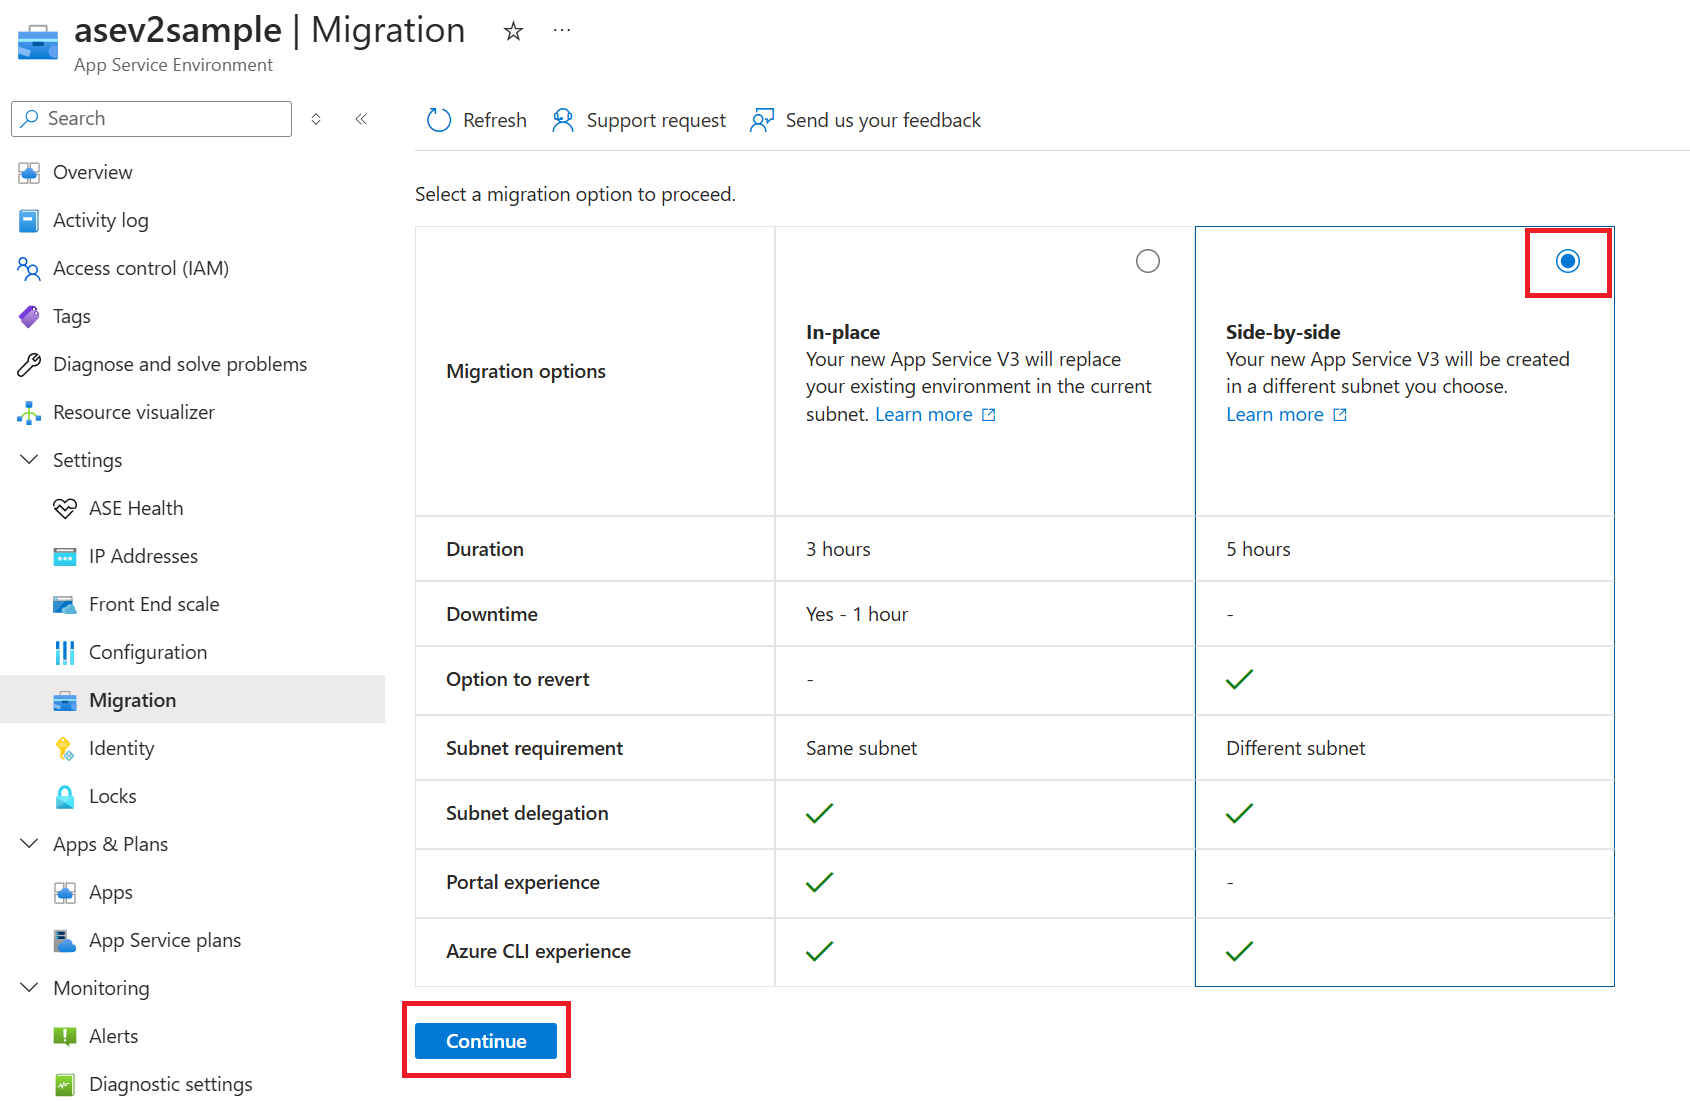 asev2sample | Migration
App Service Environment
Search
Refresh
Support request
Send us your feedback
Overview
Activity log
Access control (IAM)
Tags
Diagnose and solve problems
Resource visualizer
Settings
ASE Health
IP Addresses
Front End scale
Configuration
Migration
Identity
Locks
Apps & Plans
Apps
App Service plans
Monitoring
Alerts
Diagnostic settings
Select a migration option to proceed.
Migration options
In-place
Your new App Service V3 will replace
your existing environment in the current
subnet. Learn more
Side-by-side
Your new App Service V3 will be created
in a different subnet you choose.
Learn more
Duration
3 hours
5 hours
Downtime
Yes - 1 hour
-
Option to revert
-
Subnet requirement
Same subnet
Different subnet
Subnet delegation
Portal experience
-
Azure CLI experience
Continue